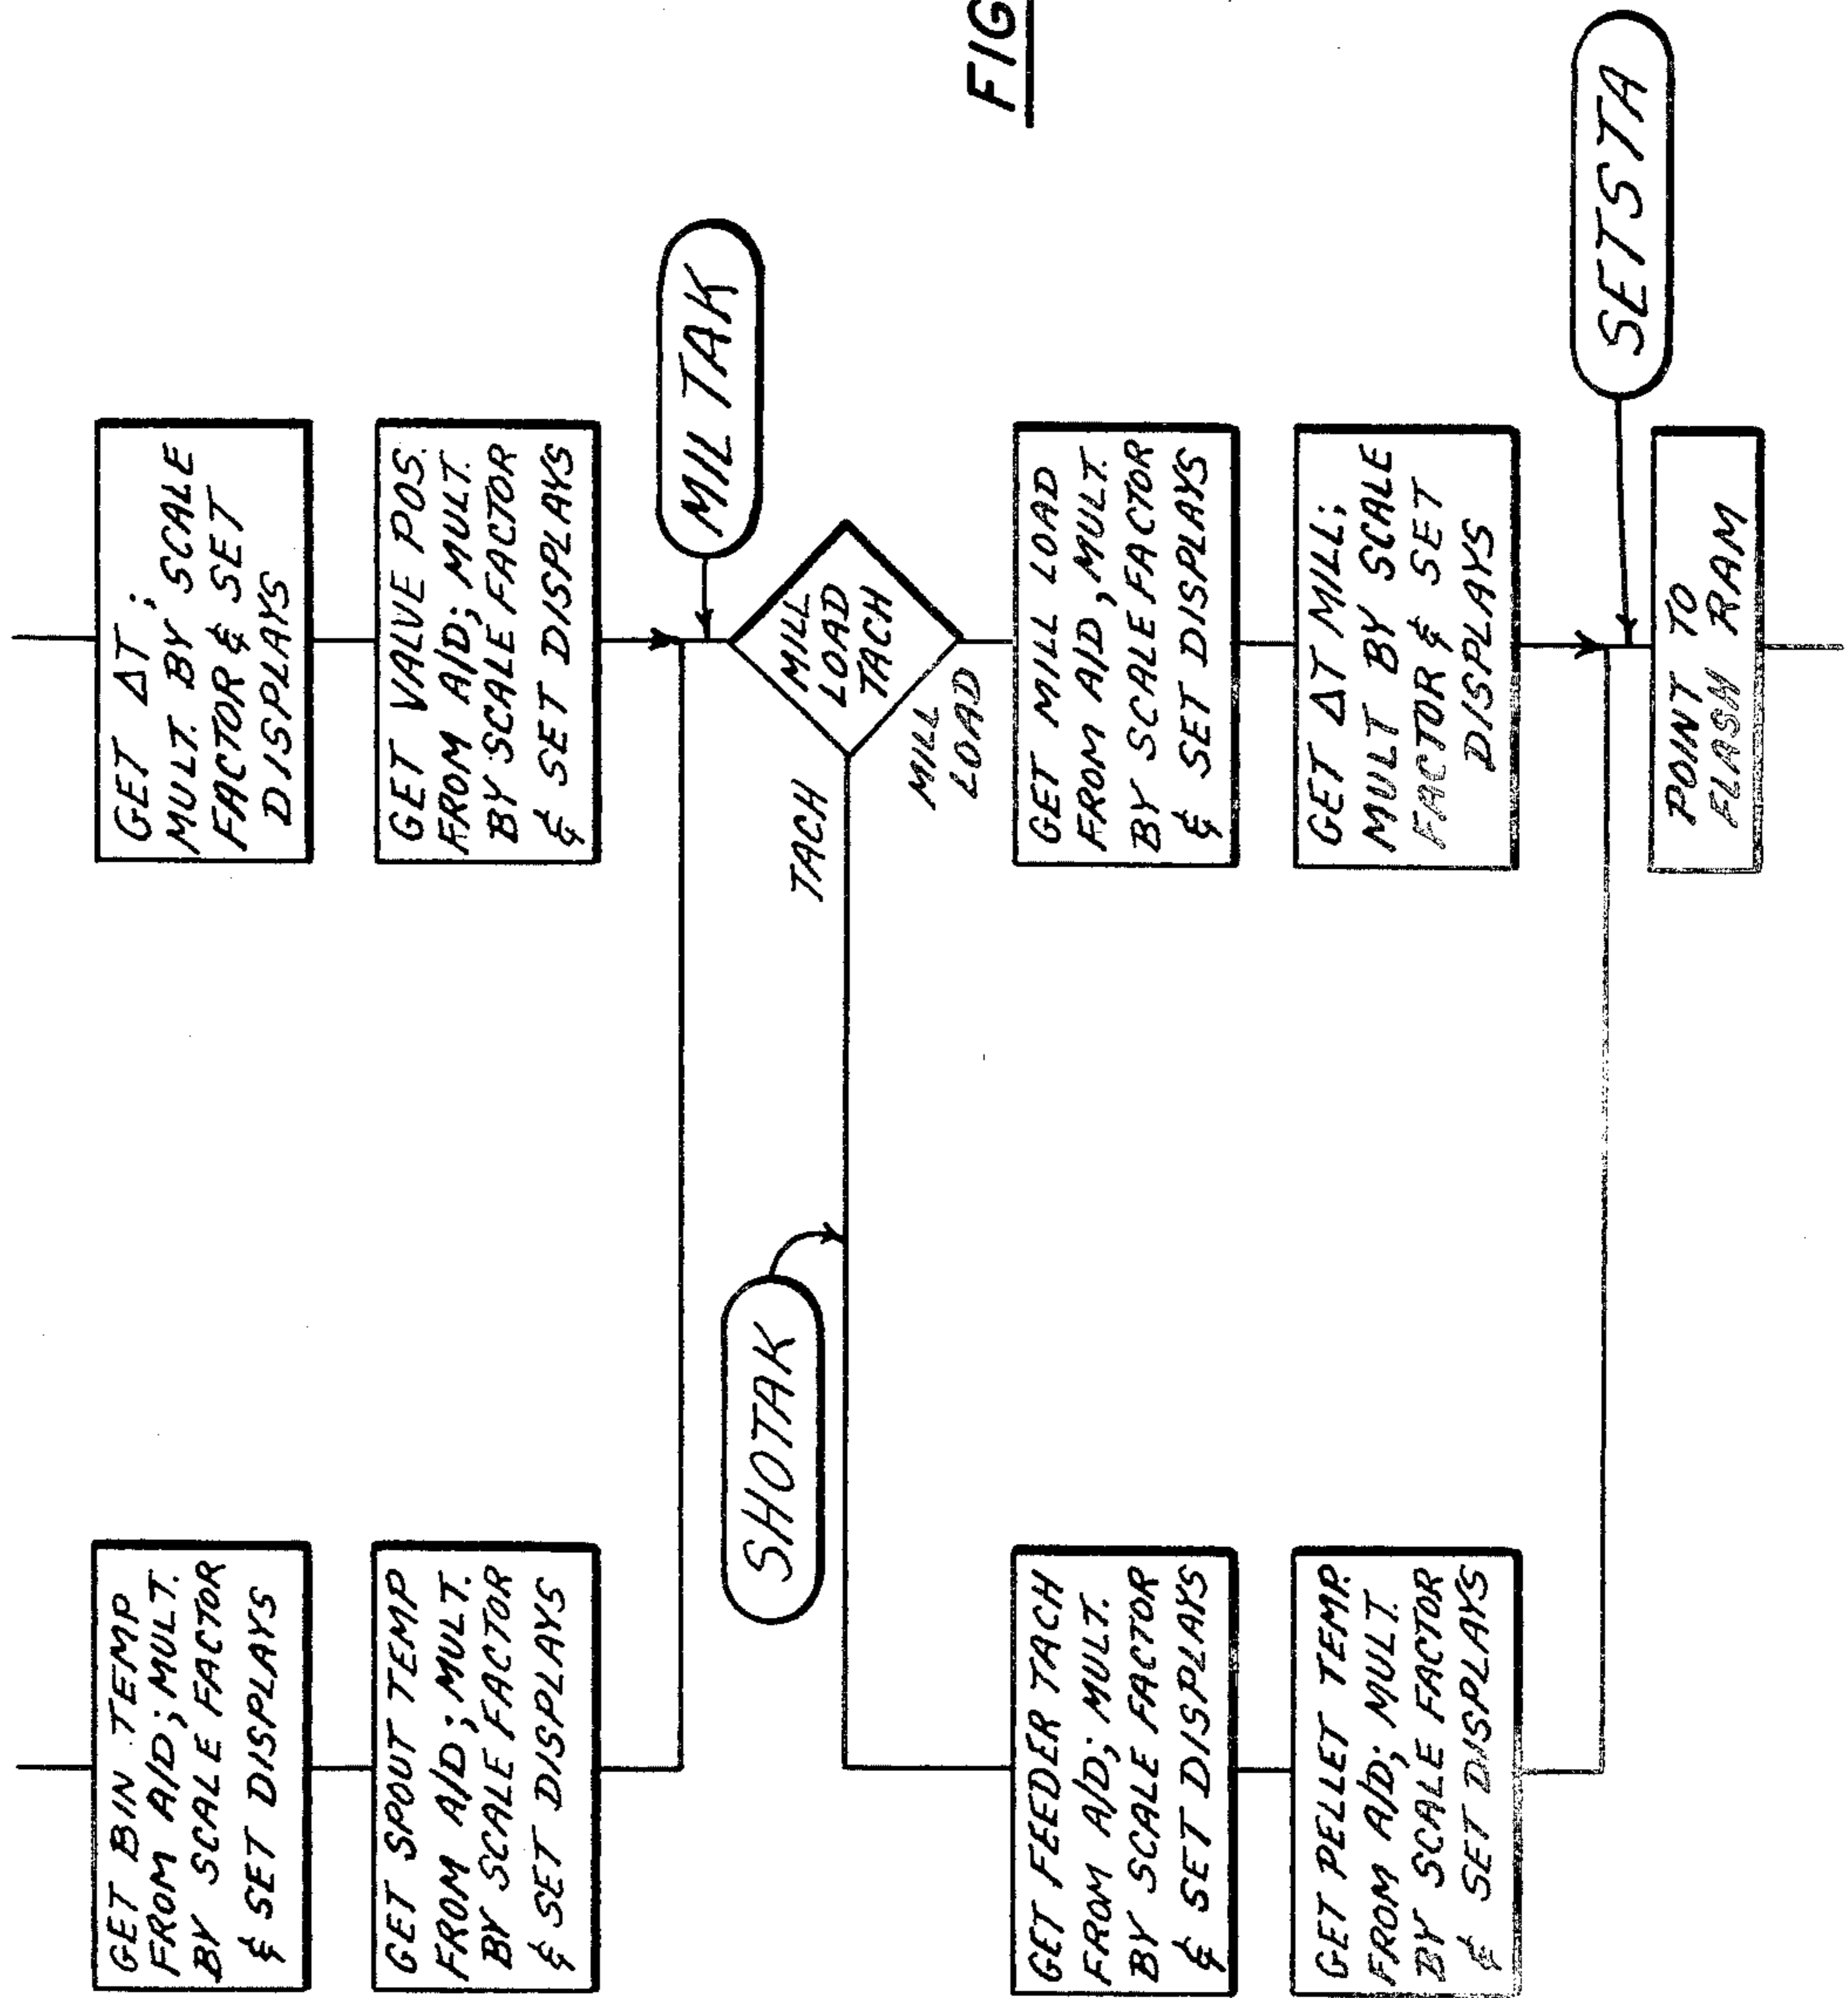 GET BIN TEMP
FROM A/D; MULT.
BY SCALE FACTOR
& SET DISPLAYS
GET ΔT;
MULT. BY SCALE
FACTOR & SET
DISPLAYS
GET SPOUT TEMP
FROM A/D; MULT.
BY SCALE FACTOR
& SET DISPLAYS
GET VALVE POS.
FROM A/D; MULT.
BY SCALE FACTOR
& SET DISPLAYS
MILTAK
SHOTAK
TACH
MILL
LOAD
TACH
MILL
LOAD
FIG
GET FEEDER TACH
FROM A/D; MULT.
BY SCALE FACTOR
& SET DISPLAYS
GET MILL LOAD
FROM A/D, MULT.
BY SCALE FACTOR
& SET DISPLAYS
GET PELLET TEMP.
FROM A/D; MULT.
BY SCALE FACTOR
& SET DISPLAYS
GET ΔT MILL;
MULT BY SCALE
FACTOR & SET
DISPLAYS
SETSTA
POINT TO
FLASH RAM